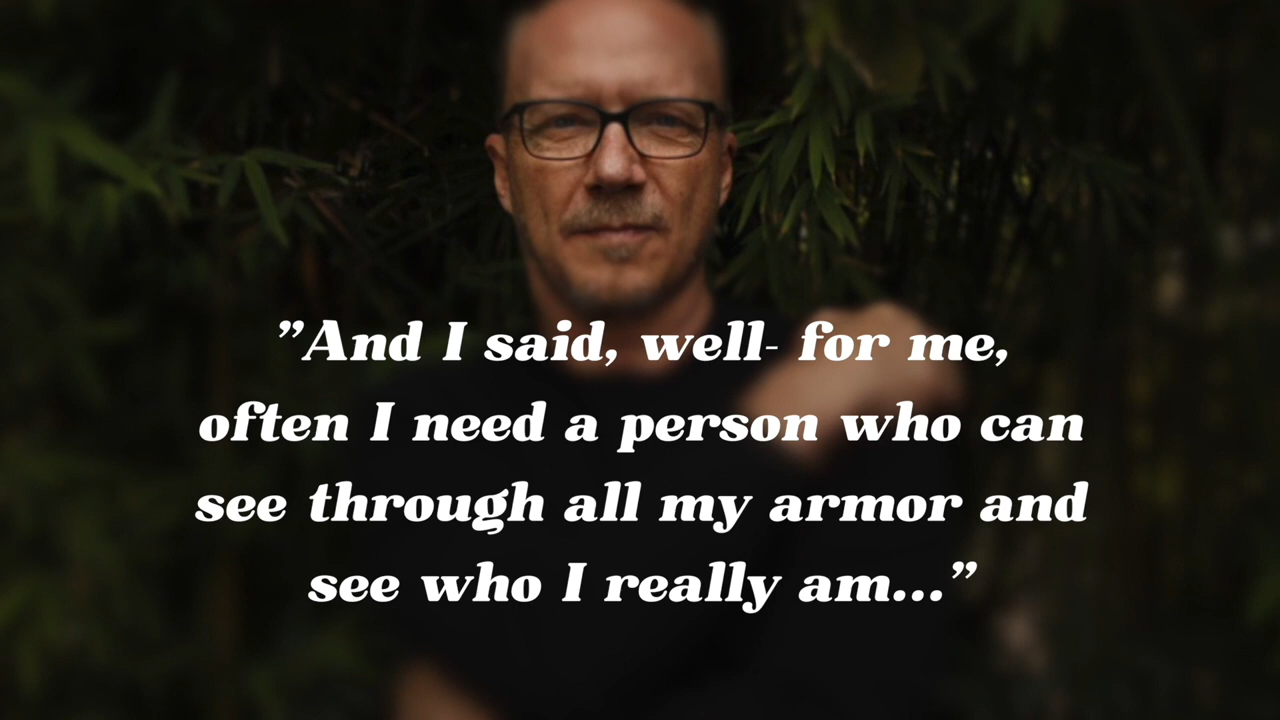 ”And I said, well- for me,
often I need a person who can
see through all my armor and
see who I really am...”